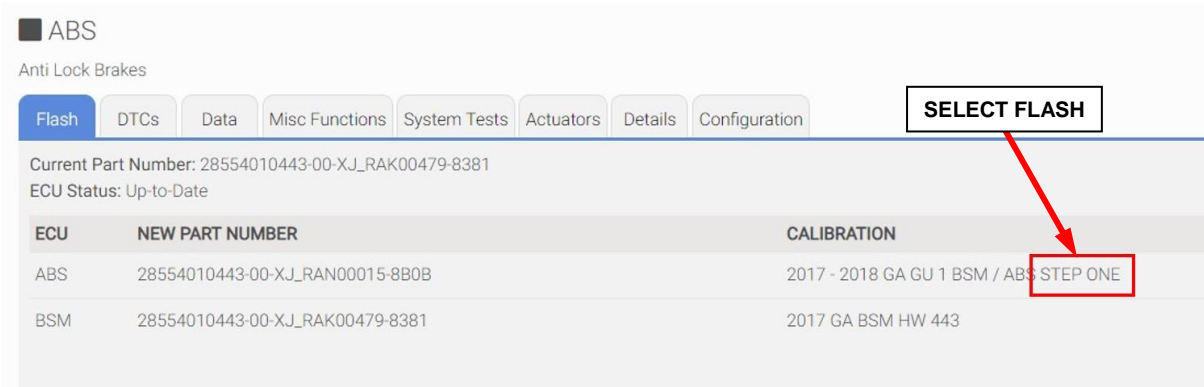 ABS
Anti Lock Brakes
SELECT FLASH
Flash DTCs Data Misc Functions System Tests Actuators Details Configuration
Current Part Number: 28554010443-00-XJ_RAK00479-8381
ECU Status: Up-to-Date
ECU NEW PART NUMBER CALIBRATION
ABS 28554010443-00-XJ_RAN00015-8B0B 2017 - 2018 GA GU 1 BSM / ABS STEP ONE
BSM 28554010443-00-XJ_RAK00479-8381 2017 GA BSM HW 443